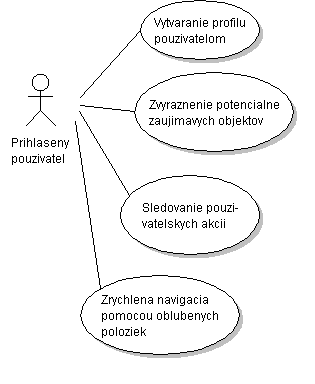 Vytvaranie profilu
pouzivatelom
Zvyraznenie potencialne
zaujimavych objektov
Prihlaseny
pouzivatel
Sledovanie pouzi-
vatelskych akcii
Zrychlena navigacia
pomocou oblubenych
poloziek